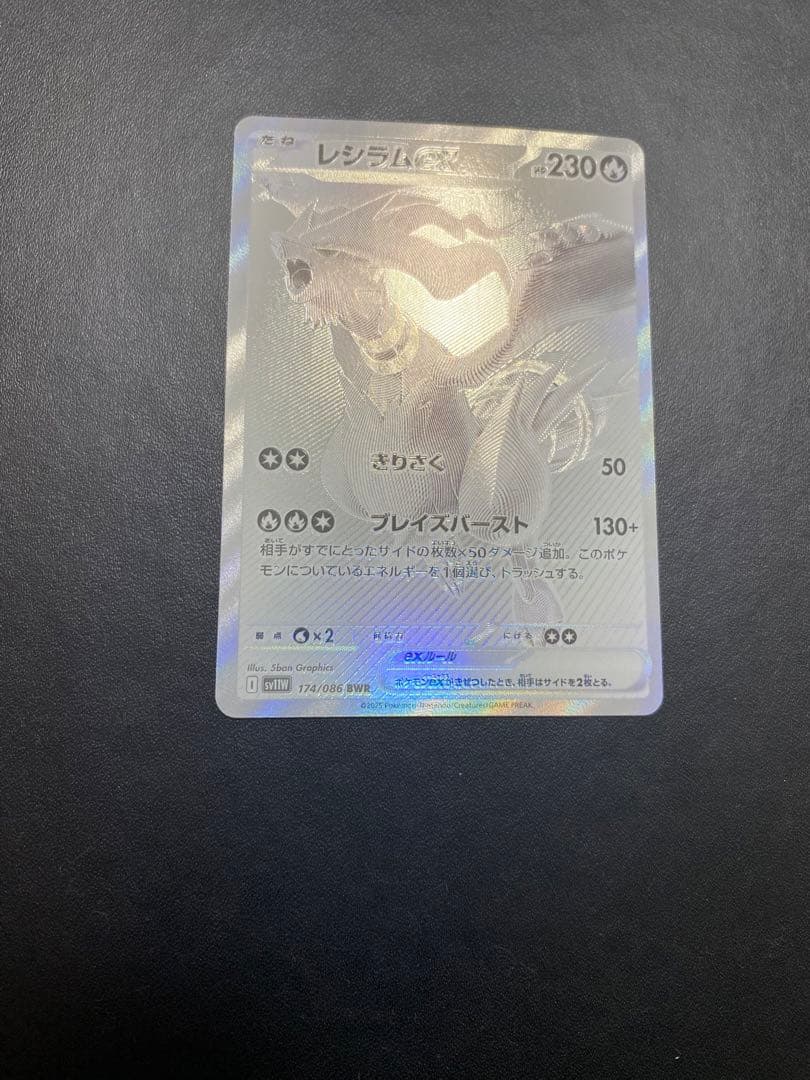 たね レシラムex HP230
きりさく 50
ブレイズバースト 130+
相手がすでにとったサイドの枚数×50ダメージ追加。このポケ
モンについているエネルギーを1個選び、トラッシュする。
弱点 ×2 抵抗力 にげる
exルール
ポケモンexがきぜつしたとき、相手はサイドを2枚とる。
Illus. 5ban Graphics
I sv11W 174/086 BWR
©2025 Pokémon/Nintendo/Creatures/GAME FREAK.